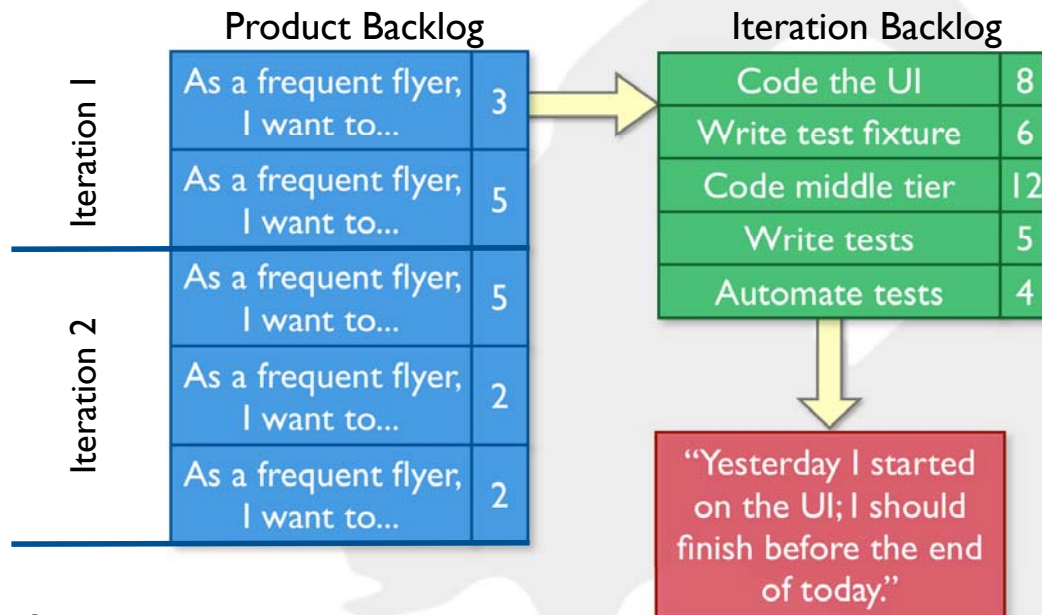 Product Backlog
Iteration 1
As a frequent flyer,
I want to...
3
As a frequent flyer,
I want to...
5
Iteration 2
As a frequent flyer,
I want to...
5
As a frequent flyer,
I want to...
2
As a frequent flyer,
I want to...
2
Iteration Backlog
Code the UI 8
Write test fixture 6
Code middle tier 12
Write tests 5
Automate tests 4
“Yesterday I started
on the UI; I should
finish before the end
of today.”